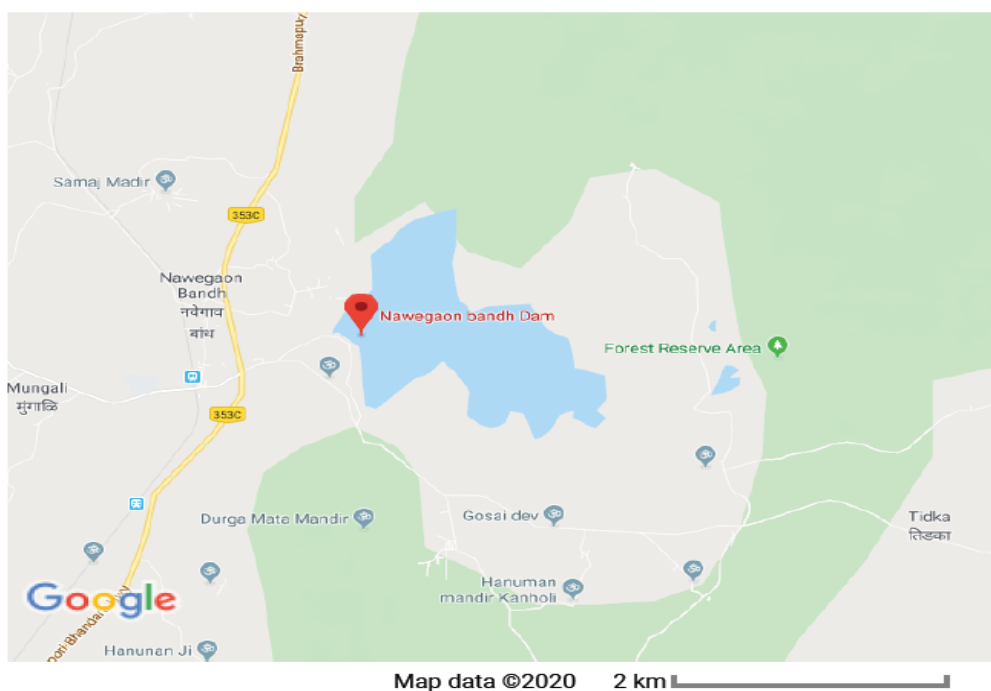 Brahmapury
Samaj Madir
353C
Nawegaon
Bandh
नवेगाव
बांध
Nawegaon bandh Dam
Forest Reserve Area
Mungali
मुंगाळि
353C
Durga Mata Mandir
Gosai dev
Tidka
तिडका
Hanuman
mandir Kanholi
Google
Hanunan Ji
Map data ©2020 2 km